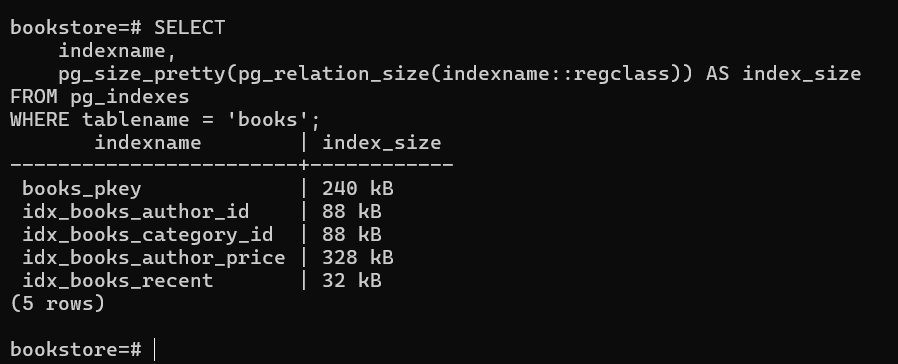 bookstore=# SELECT
    indexname,
    pg_size_pretty(pg_relation_size(indexname::regclass)) AS index_size
FROM pg_indexes
WHERE tablename = 'books';
       indexname        | index_size
------------------------+------------
 books_pkey             | 240 kB
 idx_books_author_id    | 88 kB
 idx_books_category_id  | 88 kB
 idx_books_author_price | 328 kB
 idx_books_recent       | 32 kB
(5 rows)

bookstore=#